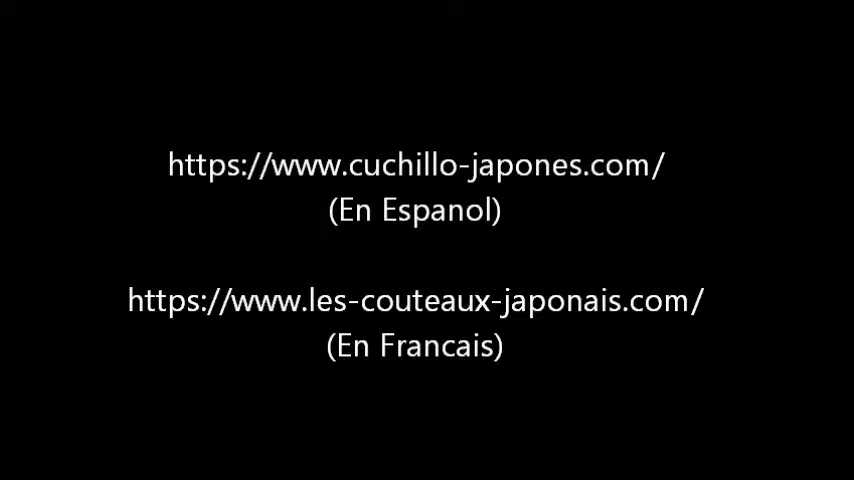 https://www.cuchillo-japones.com/
(En Espanol)
https://www.les-couteaux-japonais.com/
(En Francais)